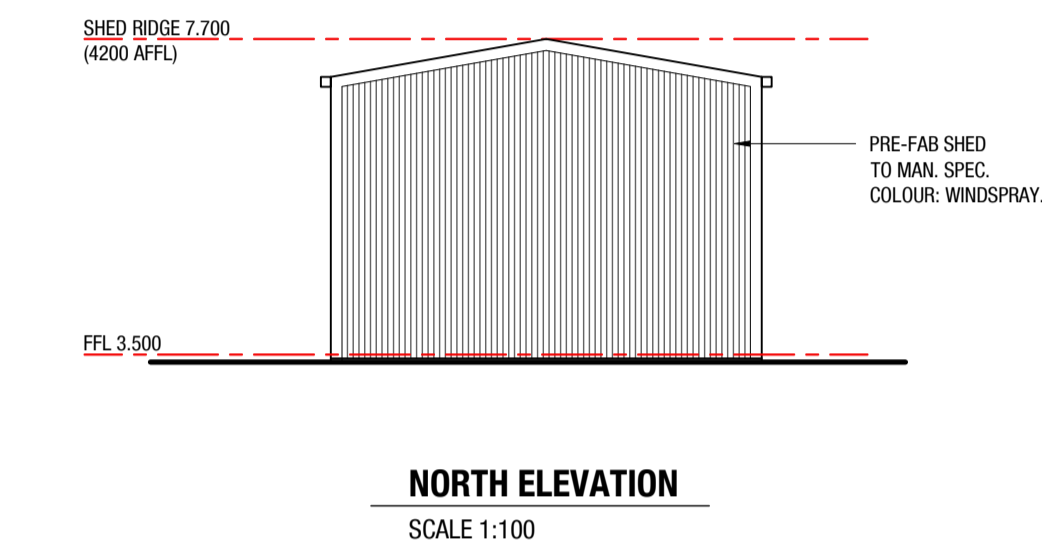 SHED RIDGE 7.700
(4200 AFFL)
PRE-FAB SHED
TO MAN. SPEC.
COLOUR: WINDSPRAY.
FFL 3.500
NORTH ELEVATION
SCALE 1:100